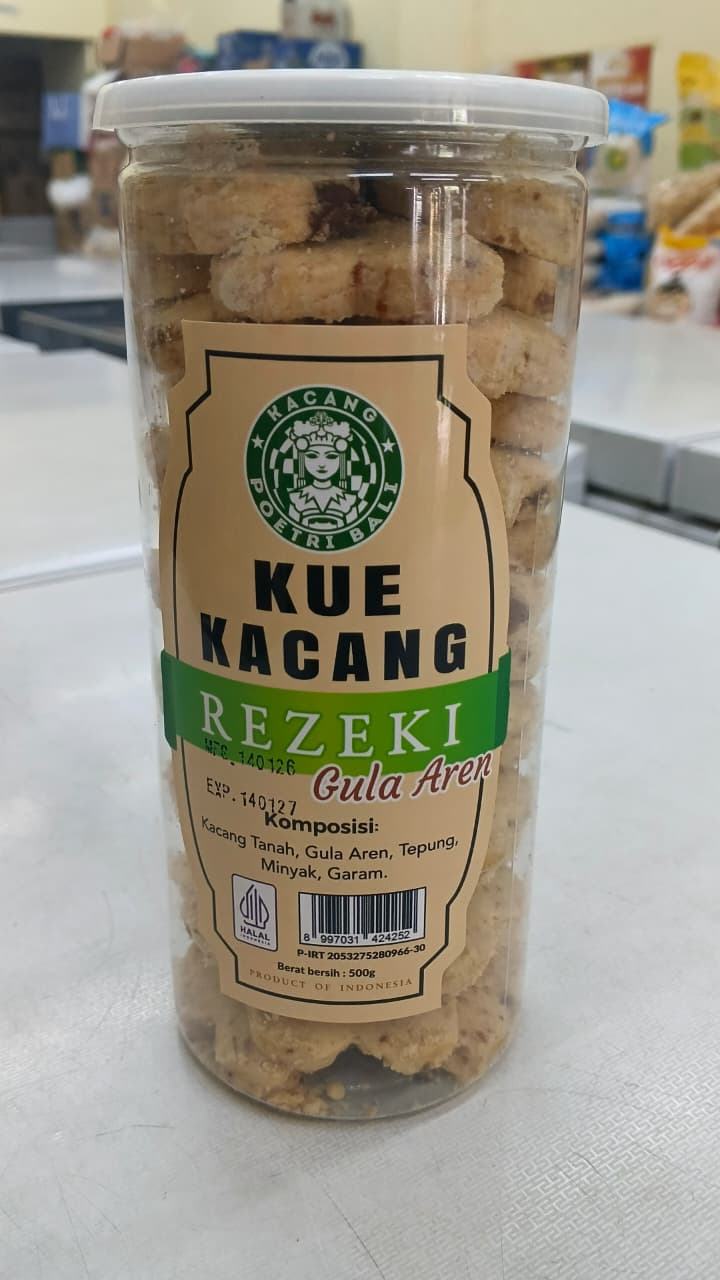 KACANG
POETRI BALI
KUE
KACANG
REZEKI
MFG.140126
Gula Aren
EXP.140127
Komposisi:
Kacang Tanah, Gula Aren, Tepung,
Minyak, Garam.
HALAL
INDONESIA
8 997031 424252
P-IRT 2053275280966-30
Berat bersih : 500g
PRODUCT OF INDONESIA